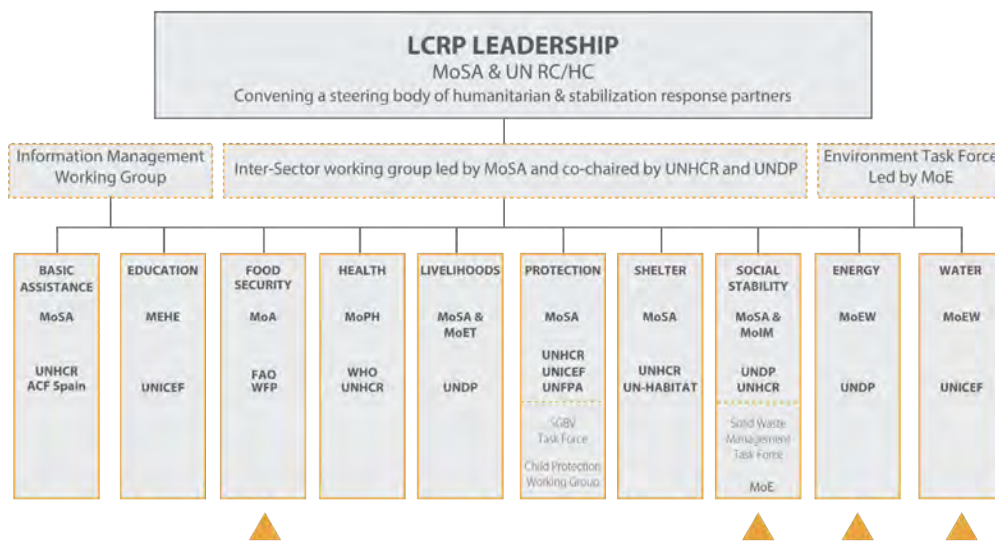 LCRP LEADERSHIP
MoSA & UN RC/HC
Convening a steering body of humanitarian & stabilization response partners
Information Management
Working Group
Inter-Sector working group led by MoSA and co-chaired by UNHCR and UNDP
Environment Task Force
Led by MoE
BASIC
ASSISTANCE
MoSA
UNHCR
ACF Spain
EDUCATION
MEHE
UNICEF
FOOD
SECURITY
MoA
FAO
WFP
HEALTH
MoPH
WHO
UNHCR
LIVELIHOODS
MoSA &
MoET
UNDP
PROTECTION
MoSA
UNHCR
UNICEF
UNFPA
SGBV
Task Force
Child Protection
Working Group
SHELTER
MoSA
UNHCR
UN-HABITAT
SOCIAL
STABILITY
MoSA &
MoIM
UNDP
UNHCR
Solid Waste
Management
Task Force
MoE
ENERGY
MoEW
UNDP
WATER
MoEW
UNICEF